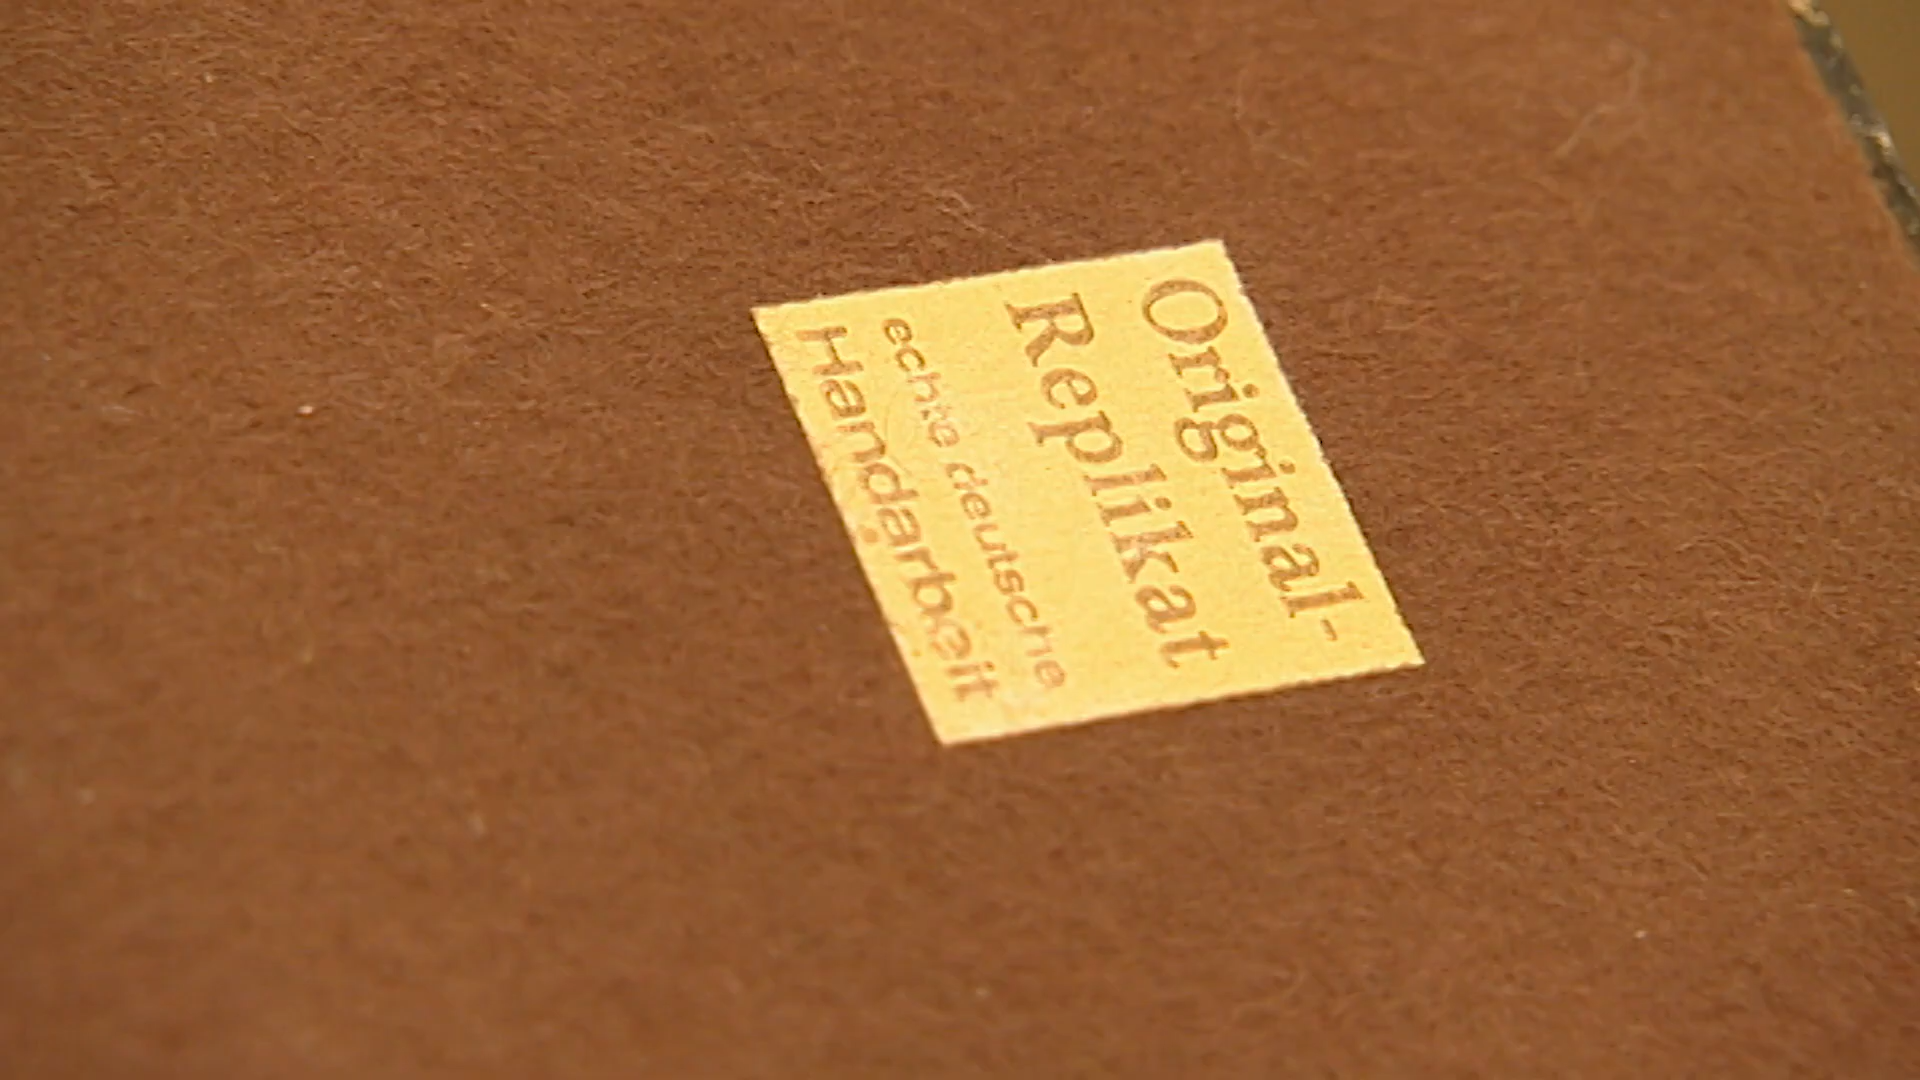 Original-
Replikat
echte deutsche
Handarbeit